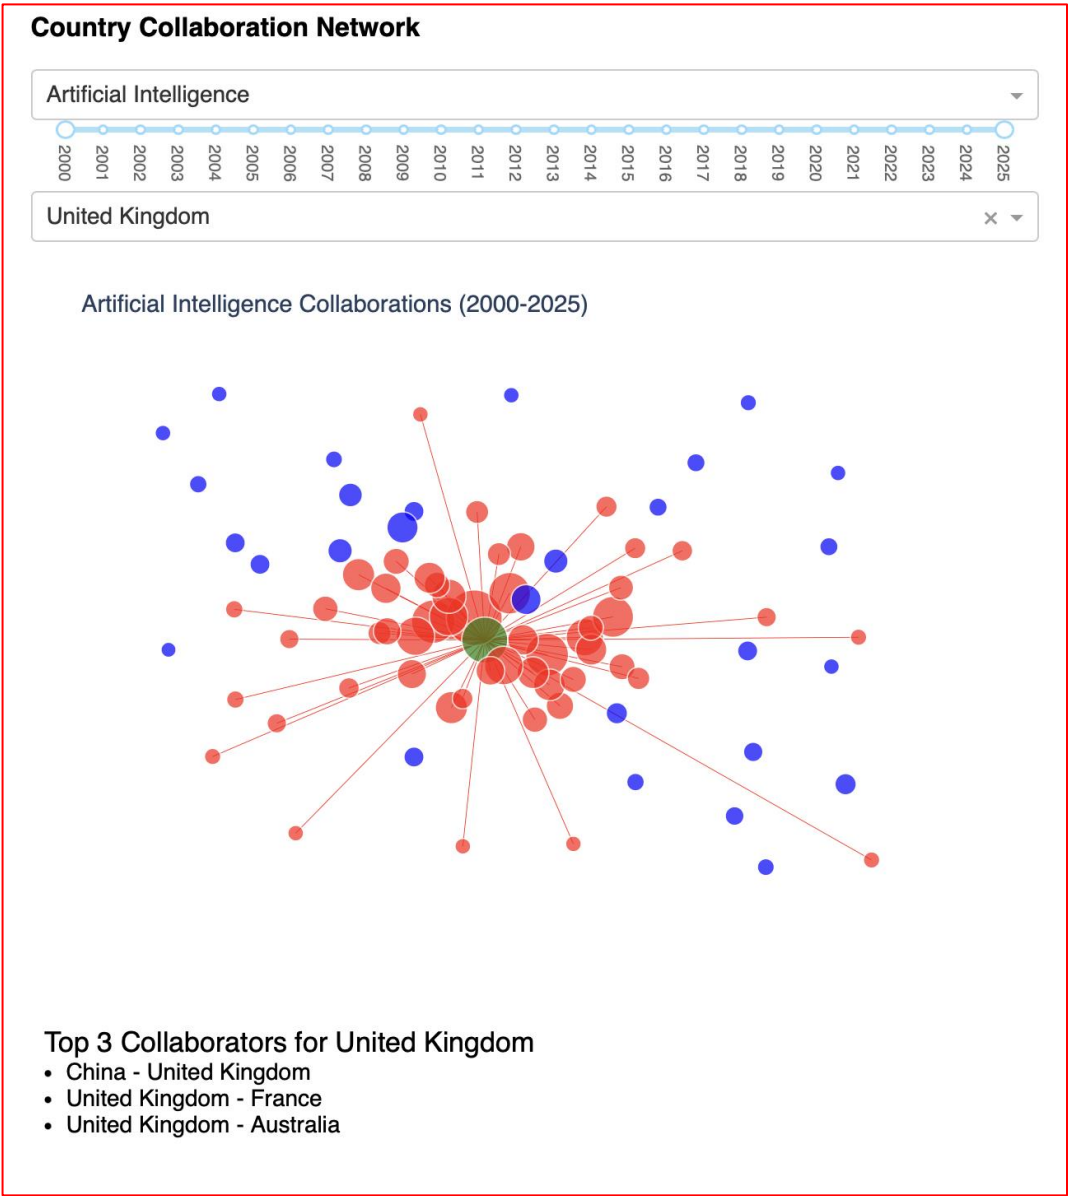 Country Collaboration Network
Artificial Intelligence
2000 2001 2002 2003 2004 2005 2006 2007 2008 2009 2010 2011 2012 2013 2014 2015 2016 2017 2018 2019 2020 2021 2022 2023 2024 2025
United Kingdom
Artificial Intelligence Collaborations (2000-2025)
Top 3 Collaborators for United Kingdom
• China - United Kingdom
• United Kingdom - France
• United Kingdom - Australia